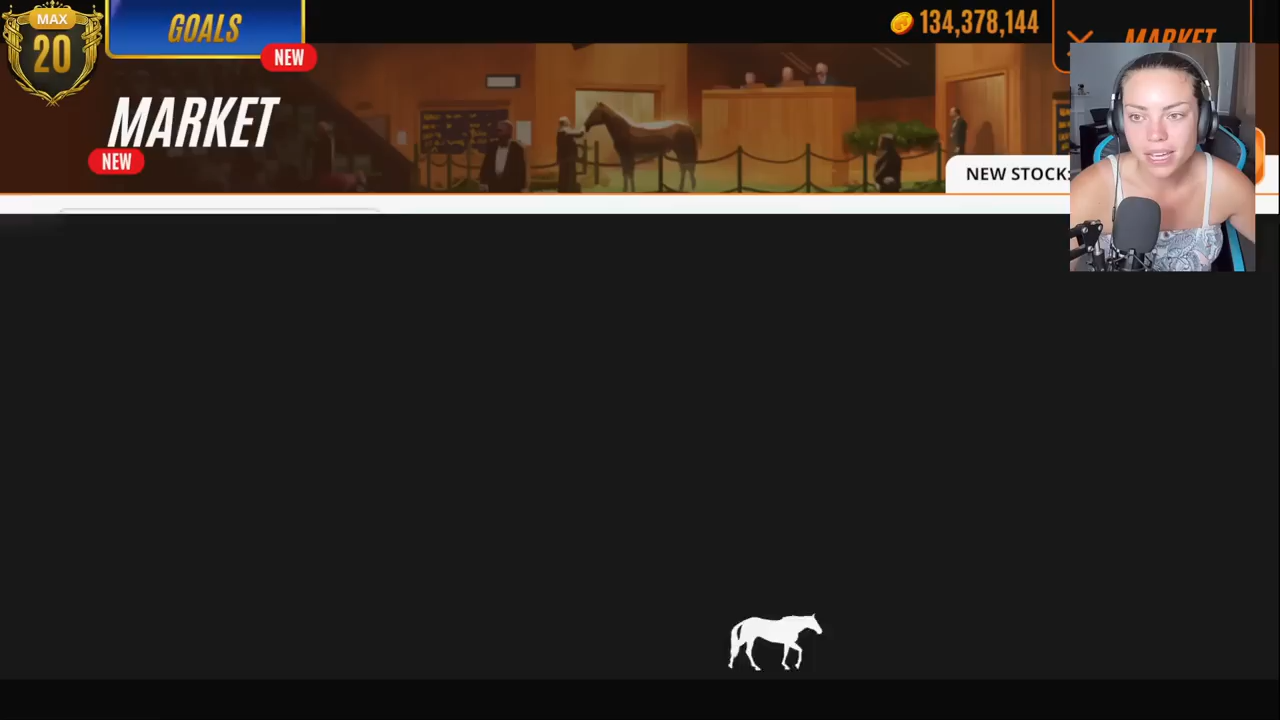 MAX
20
GOALS
NEW
134,378,144
MARKET
MARKET
NEW
NEW STOCK: